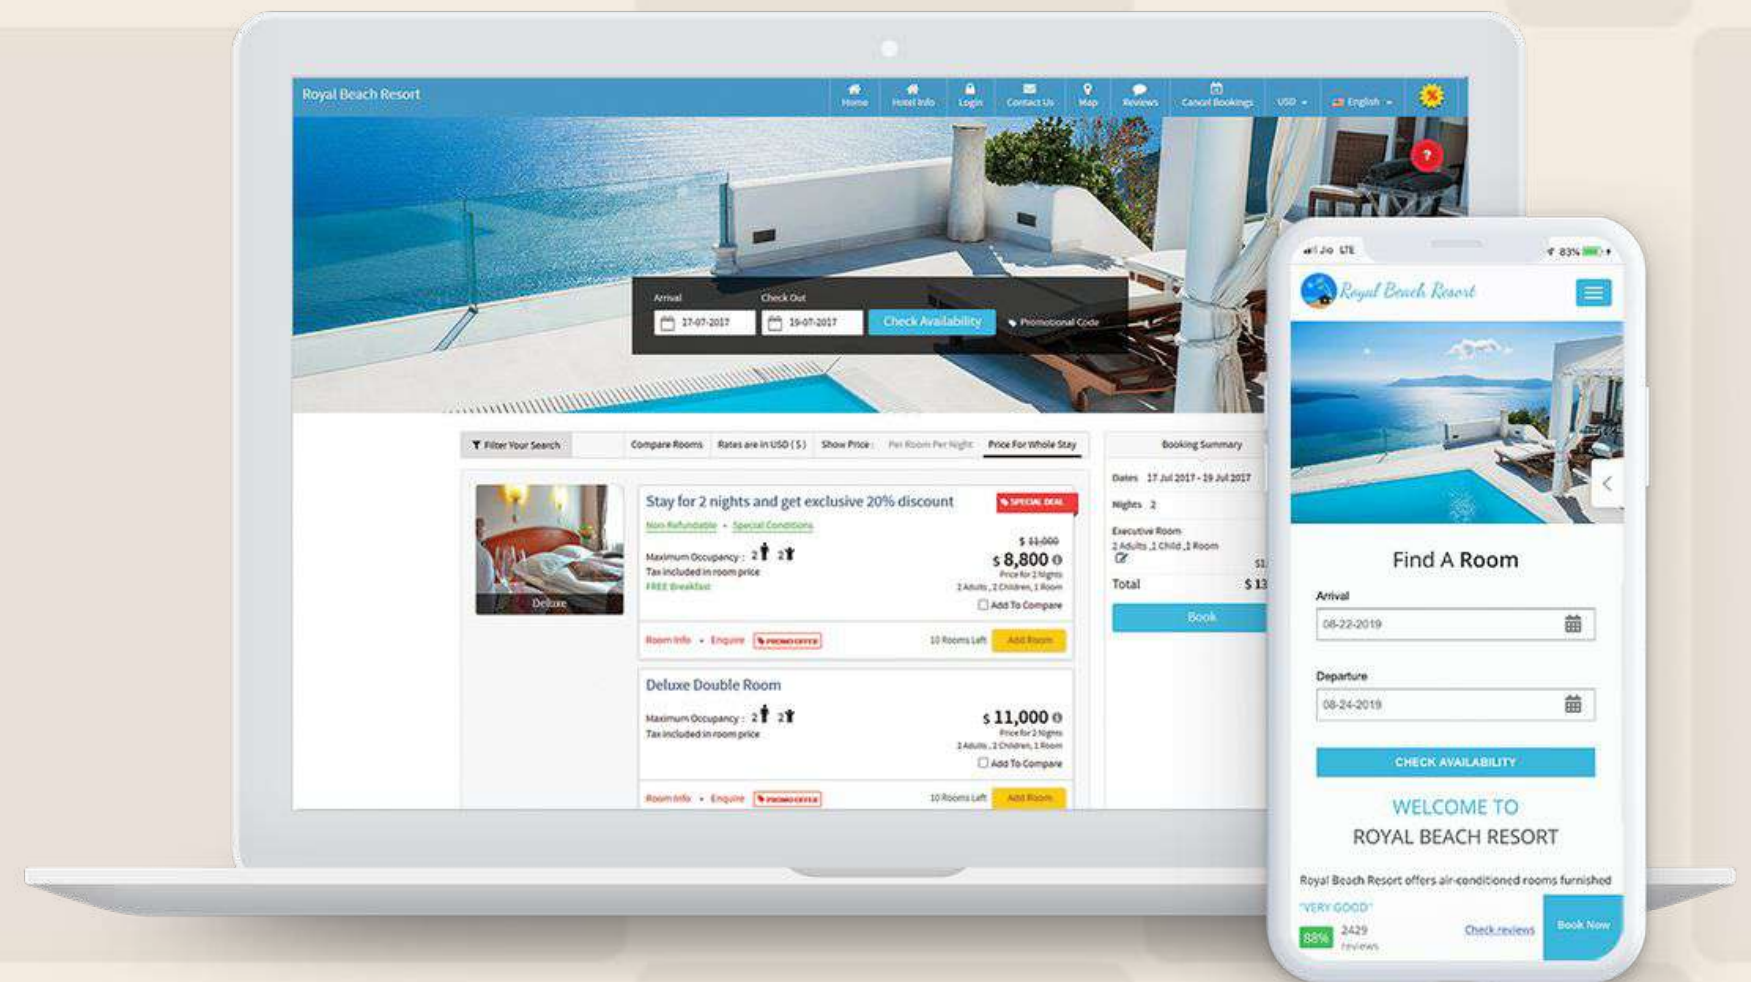 Royal Beach Resort
Home
Hotel Info
Login
Contact Us
Map
Reviews
Cancel Bookings
USD
English
%
?
Arrival
Check Out
17-07-2017
19-07-2017
Check Availability
Promotional Code
Filter Your Search
Compare Rooms
Rates are in USD ( $ )
Show Price :
Per Room Per Night
Price For Whole Stay
Deluxe
Stay for 2 nights and get exclusive 20% discount
SPECIAL DEAL
Non-Refundable • Special Conditions
Maximum Occupancy : 2 2
Tax included in room price
FREE Breakfast
$ 11,000
$ 8,800
Price for 2 Nights
2 Adults , 2 Children, 1 Room
Add To Compare
Room Info • Enquire
PROMO OFFER
10 Rooms Left
Add Room
Deluxe Double Room
Maximum Occupancy : 2 2
Tax included in room price
$ 11,000
Price for 2 Nights
2 Adults , 2 Children, 1 Room
Add To Compare
Room Info • Enquire
PROMO OFFER
10 Rooms Left
Add Room
Booking Summary
Dates 17 Jul 2017 - 19 Jul 2017
Nights 2
Executive Room
2 Adults ,1 Child ,1 Room
Total
$ 13
Book
Jio LTE
83%
Royal Beach Resort
Find A Room
Arrival
08-22-2019
Departure
08-24-2019
CHECK AVAILABILITY
WELCOME TO
ROYAL BEACH RESORT
Royal Beach Resort offers air-conditioned rooms furnished
"VERY GOOD"
88%
2429
reviews
Check reviews
Book Now